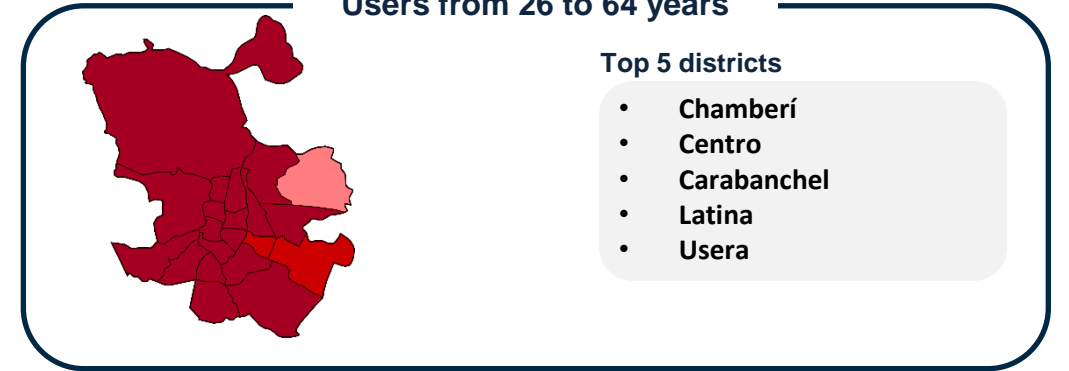 Users from 26 to 64 years
Top 5 districts
• Chamberí
• Centro
• Carabanchel
• Latina
• Usera